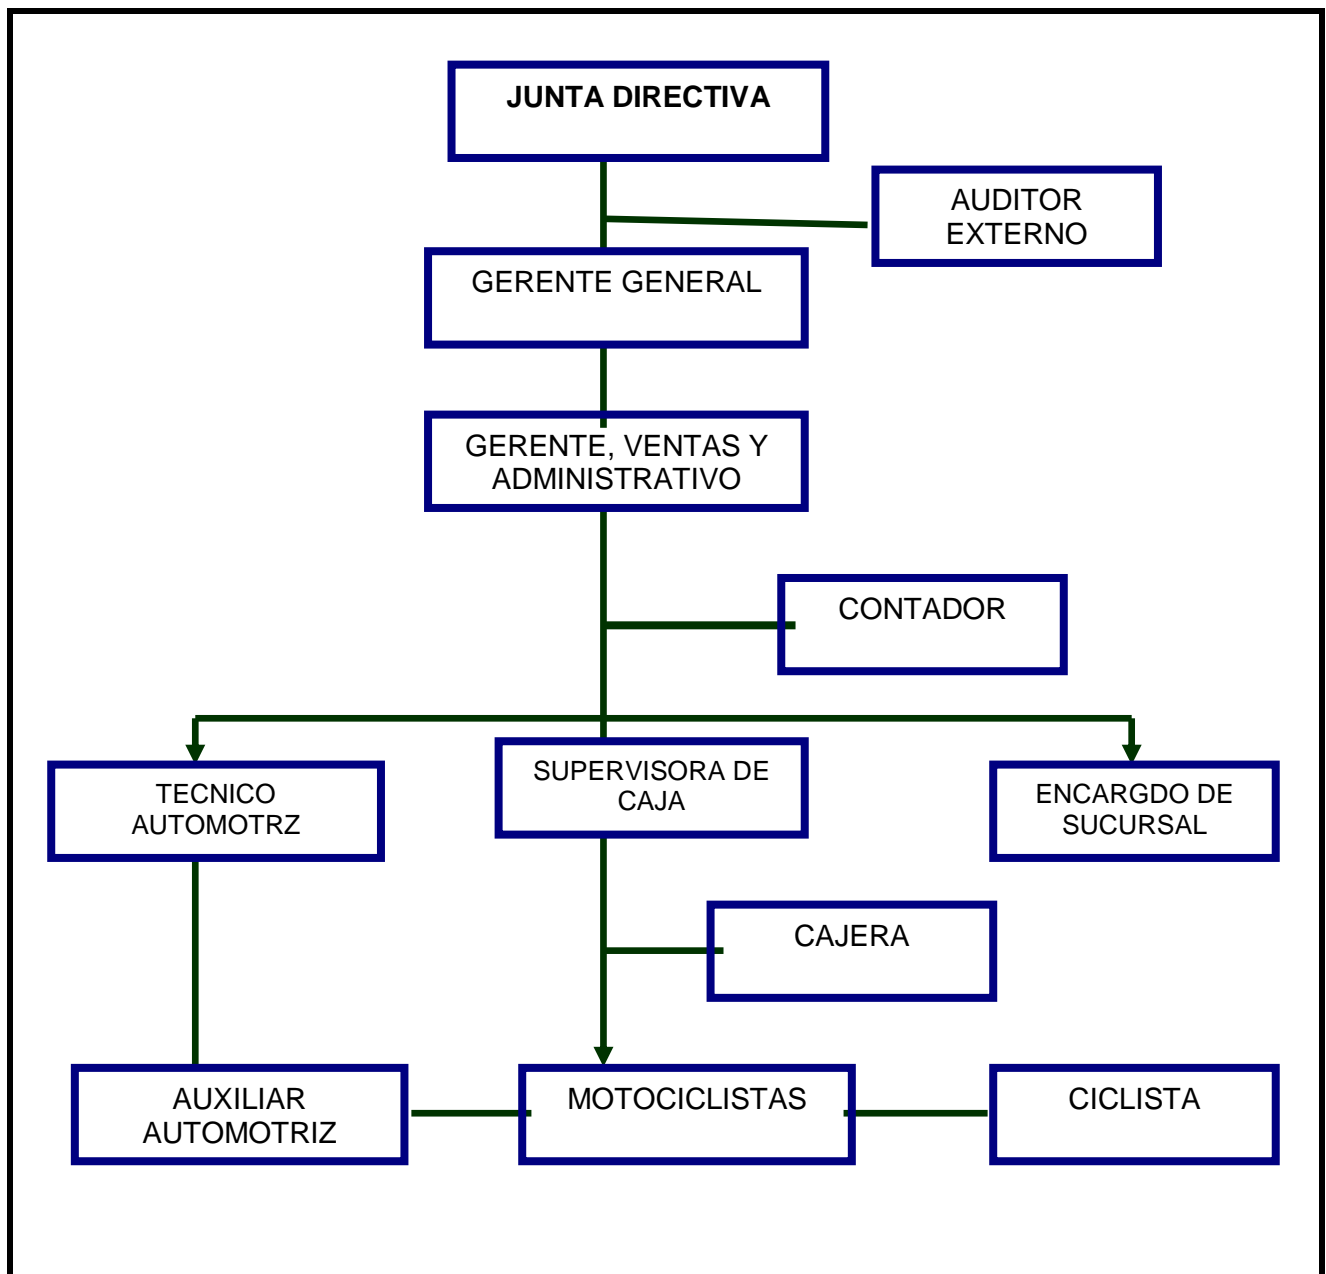 JUNTA DIRECTIVA
AUDITOR
EXTERNO
GERENTE GENERAL
GERENTE, VENTAS Y
ADMINISTRATIVO
CONTADOR
TECNICO
AUTOMOTRZ
SUPERVISORA DE
CAJA
ENCARGDO DE
SUCURSAL
CAJERA
AUXILIAR
AUTOMOTRIZ
MOTOCICLISTAS
CICLISTA